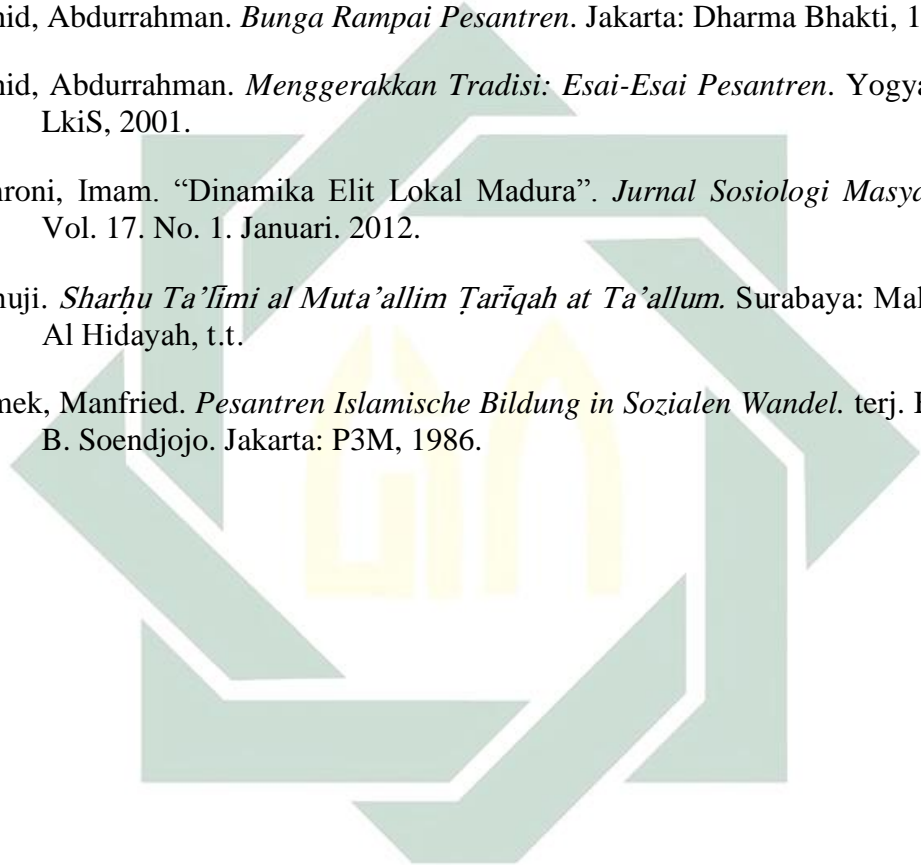 hid, Abdurrahman. Bunga Rampai Pesantren. Jakarta: Dharma Bhakti, 1
hid, Abdurrahman. Menggerakkan Tradisi: Esai-Esai Pesantren. Yogya
LkiS, 2001.
nroni, Imam. “Dinamika Elit Lokal Madura”. Jurnal Sosiologi Masya
Vol. 17. No. 1. Januari. 2012.
nuji. Sharḥu Ta’līmi al Muta’allim Ṭarīqah at Ta’allum. Surabaya: Mal
Al Hidayah, t.t.
mek, Manfried. Pesantren Islamische Bildung in Sozialen Wandel. terj.
B. Soendjojo. Jakarta: P3M, 1986.